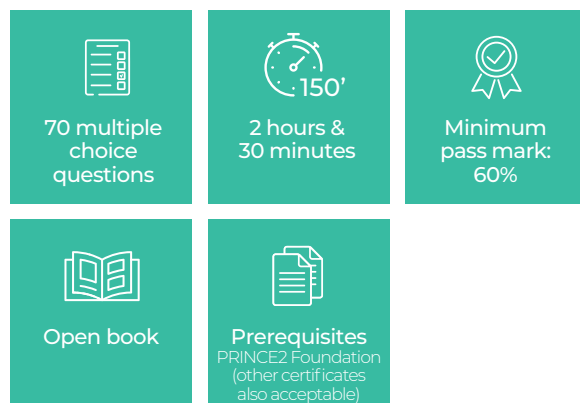 70 multiple
choice
questions
150’
2 hours &
30 minutes
Minimum
pass mark:
60%
Open book
Prerequisites
PRINCE2 Foundation
(other certificates
also acceptable)